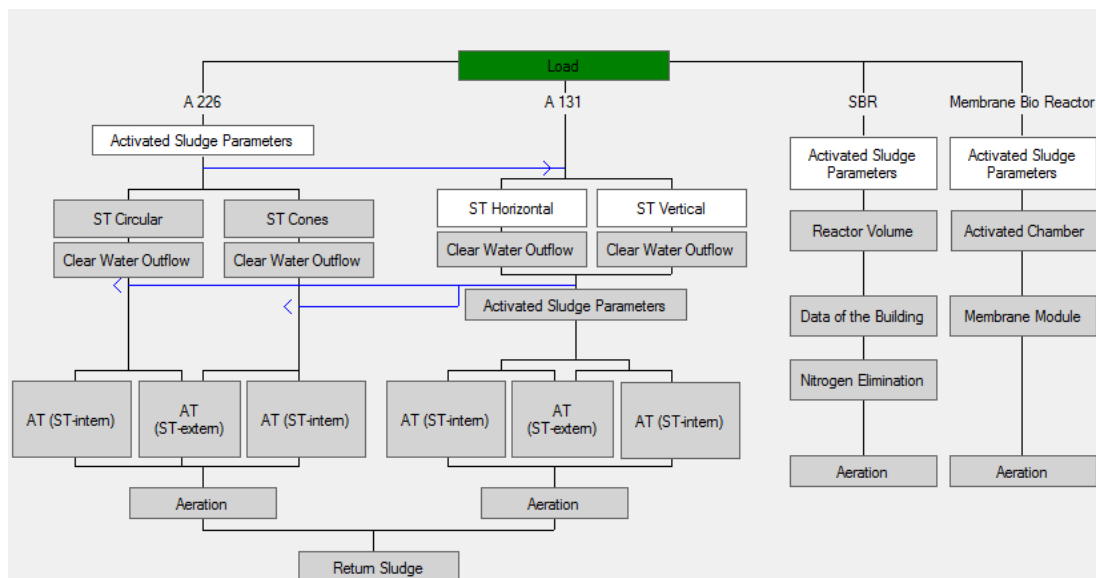 Load
A 226
A 131
SBR
Membrane Bio Reactor
Activated Sludge Parameters
Activated Sludge
Parameters
Activated Sludge
Parameters
ST Circular
ST Cones
ST Horizontal
ST Vertical
Reactor Volume
Activated Chamber
Clear Water Outflow
Clear Water Outflow
Clear Water Outflow
Clear Water Outflow
Activated Sludge Parameters
Data of the Building
Membrane Module
Nitrogen Elimination
AT (ST-intern)
AT
(ST-extern)
AT (ST-intern)
AT (ST-intern)
AT
(ST-extern)
AT (ST-intern)
Aeration
Aeration
Aeration
Aeration
Return Sludge